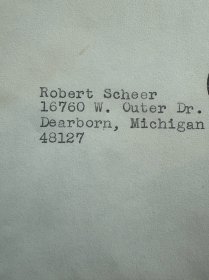 Robert Scheer
16760 W. Outer Dr.
Dearborn, Michigan
48127